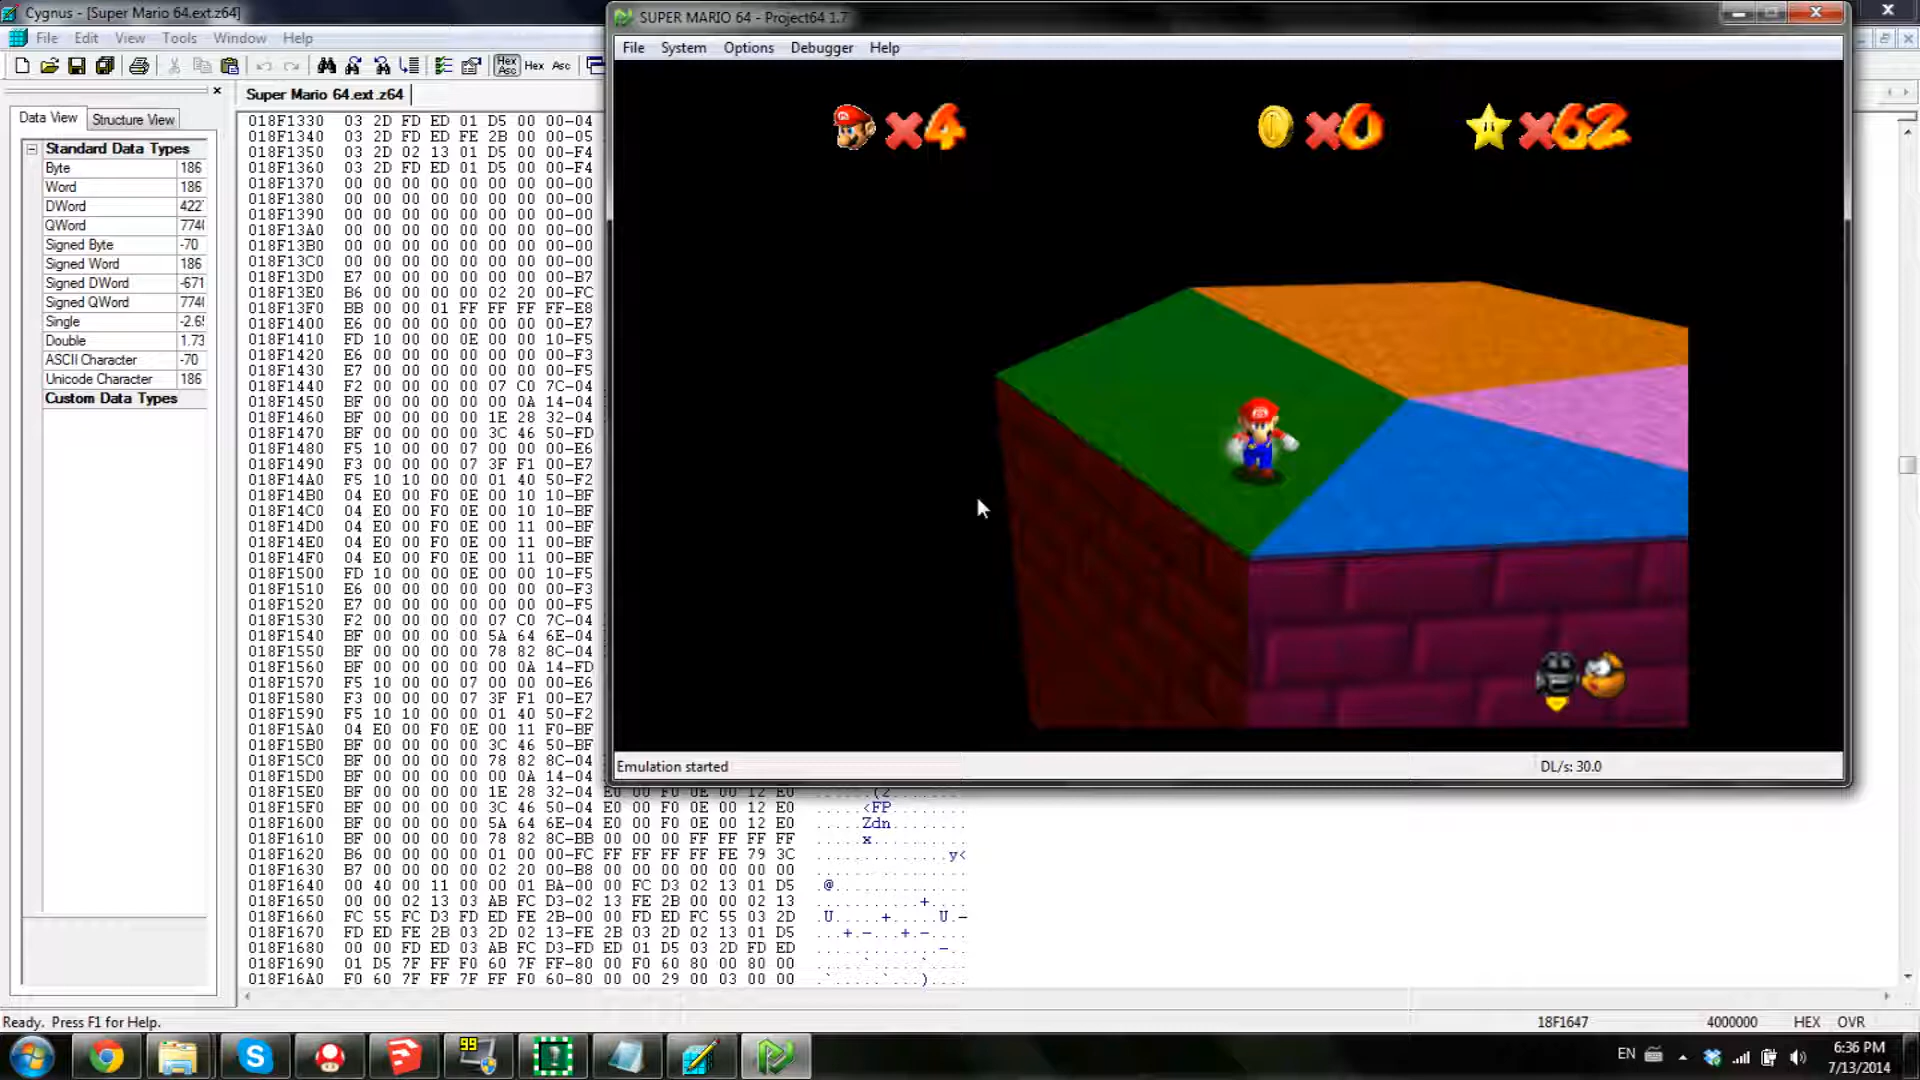 Cygnus - [Super Mario 64.ext.z64]
File Edit View Tools Window Help
Hex Asc Hex Asc
Super Mario 64.ext.z64
Data View Structure View
Standard Data Types
Byte 186
Word 186
DWord 422
QWord 774
Signed Byte -70
Signed Word 186
Signed DWord -671
Signed QWord 774
Single -2.6
Double 1.73
ASCII Character -70
Unicode Character 186
Custom Data Types
018F1330 03 2D FD ED 01 D5 00 00-04
018F1340 03 2D FD ED FE 2B 00 00-05
018F1350 03 2D 02 13 01 D5 00 00-F4
018F1360 03 2D FD ED 01 D5 00 00-F4
018F1370 00 00 00 00 00 00 00 00-00
018F1380 00 00 00 00 00 00 00 00-00
018F1390 00 00 00 00 00 00 00 00-00
018F13A0 00 00 00 00 00 00 00 00-00
018F13B0 00 00 00 00 00 00 00 00-00
018F13C0 00 00 00 00 00 00 00 00-00
018F13D0 E7 00 00 00 00 00 00 00-B7
018F13E0 B6 00 00 00 00 02 20 00-FC
018F13F0 BB 00 00 01 FF FF FF FF-E8
018F1400 E6 00 00 00 00 00 00 00-E7
018F1410 FD 10 00 00 0E 00 00 10-F5
018F1420 E6 00 00 00 00 00 00 00-F3
018F1430 E7 00 00 00 00 00 00 00-F5
018F1440 F2 00 00 00 00 07 C0 7C-04
018F1450 BF 00 00 00 00 00 0A 14-04
018F1460 BF 00 00 00 00 1E 28 32-04
018F1470 BF 00 00 00 00 3C 46 50-FD
018F1480 F5 10 00 00 07 00 00 00-E6
018F1490 F3 00 00 00 07 3F F1 00-E7
018F14A0 F5 10 10 00 00 01 40 50-F2
018F14B0 04 E0 00 F0 0E 00 10 10-BF
018F14C0 04 E0 00 F0 0E 00 10 10-BF
018F14D0 04 E0 00 F0 0E 00 11 00-BF
018F14E0 04 E0 00 F0 0E 00 11 00-BF
018F14F0 04 E0 00 F0 0E 00 11 00-BF
018F1500 FD 10 00 00 0E 00 00 10-F5
018F1510 E6 00 00 00 00 00 00 00-F3
018F1520 E7 00 00 00 00 00 00 00-F5
018F1530 F2 00 00 00 00 07 C0 7C-04
018F1540 BF 00 00 00 00 5A 64 6E-04
018F1550 BF 00 00 00 00 78 82 8C-04
018F1560 BF 00 00 00 00 00 0A 14-FD
018F1570 F5 10 00 00 07 00 00 00-E6
018F1580 F3 00 00 00 07 3F F1 00-E7
018F1590 F5 10 10 00 00 01 40 50-F2
018F15A0 04 E0 00 F0 0E 00 11 F0-BF
018F15B0 BF 00 00 00 00 3C 46 50-BF
018F15C0 BF 00 00 00 00 78 82 8C-04
018F15D0 BF 00 00 00 00 00 0A 14-04
018F15E0 BF 00 00 00 00 1E 28 32-04 E0 00 F0 0E 00 12 E0 .....(2.........
018F15F0 BF 00 00 00 00 3C 46 50-04 E0 00 F0 0E 00 12 E0 .....<FP........
018F1600 BF 00 00 00 00 5A 64 6E-04 E0 00 F0 0E 00 12 E0 .....Zdn........
018F1610 BF 00 00 00 00 78 82 8C-BB 00 00 00 FF FF FF FF .....x..........
018F1620 B6 00 00 00 00 01 00 00-FC FF FF FF FF FE 79 3C ..............y<
018F1630 B7 00 00 00 00 02 20 00-B8 00 00 00 00 00 00 00
018F1640 00 40 00 11 00 00 01 BA-00 00 FC D3 02 13 01 D5 .@..............
018F1650 00 00 02 13 03 AB FC D3-02 13 FE 2B 00 00 02 13 ...........+....
018F1660 FC 55 FC D3 FD ED FE 2B-00 00 FD ED FC 55 03 2D .U.....+.....U.-
018F1670 FD ED FE 2B 03 2D 02 13-FE 2B 03 2D 02 13 01 D5 ...+.-...+.-....
018F1680 00 00 FD ED 03 AB FC D3-FD ED 01 D5 03 2D FD ED .............-..
018F1690 01 D5 7F FF F0 60 7F FF-80 00 F0 60 80 00 80 00 .....`.....`....
018F16A0 F0 60 7F FF 7F FF F0 60-80 00 00 29 00 03 00 00 .`.....`...)....
SUPER MARIO 64 - Project64 1.7
File System Options Debugger Help
×4 ×0 ×62
Emulation started DL/s: 30.0
Ready. Press F1 for Help. 18F1647 4000000 HEX OVR
99
EN 6:36 PM
7/13/2014